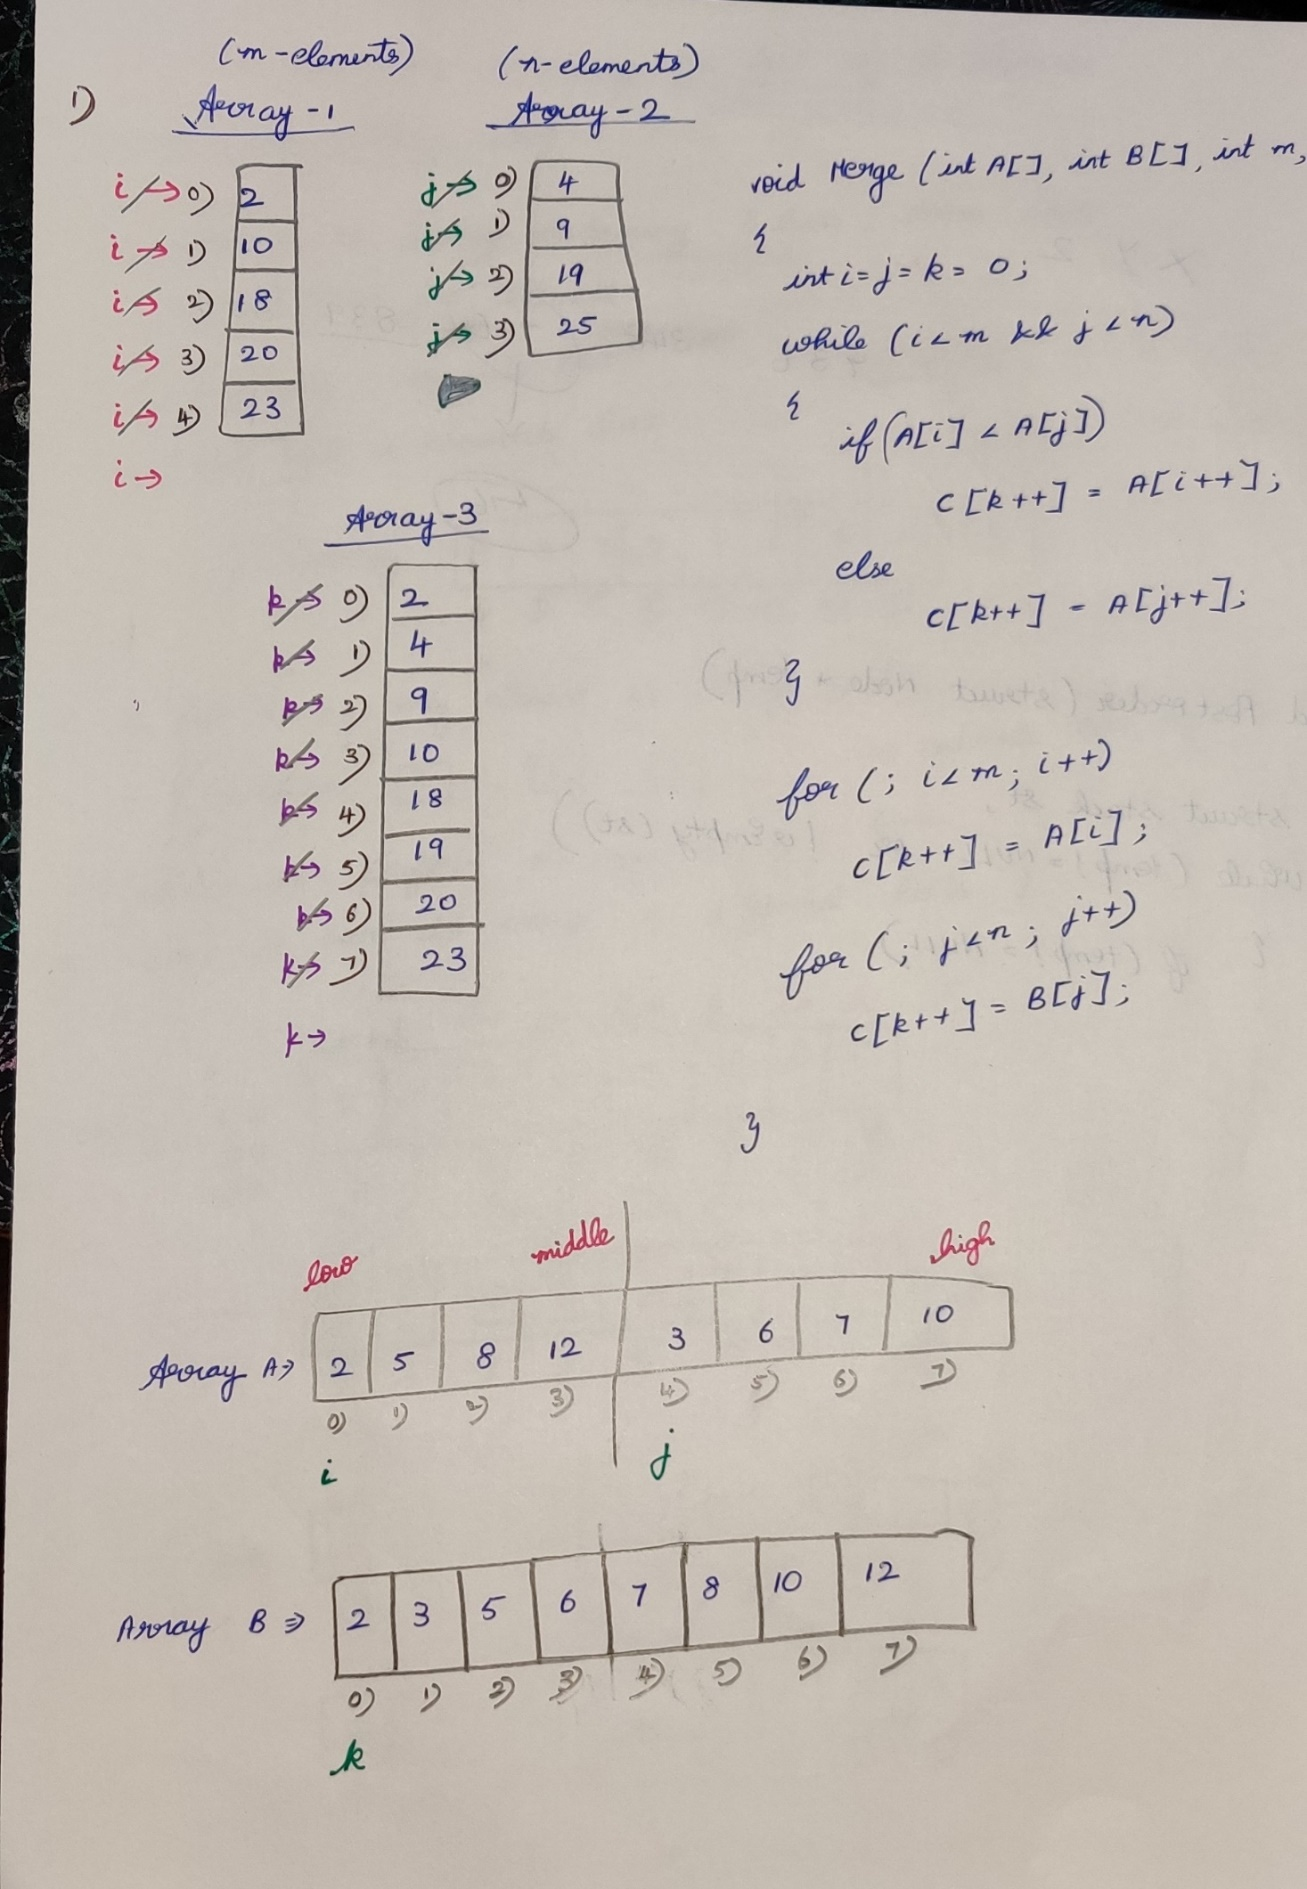 (m-elements) (n-elements)
1) Array-1 Array-2
i→ 0) 2
i→ 1) 10
i→ 2) 18
i→ 3) 20
i→ 4) 23
i→
j→ 0) 4
j→ 1) 9
j→ 2) 19
j→ 3) 25
Array-3
k→ 0) 2
k→ 1) 4
k→ 2) 9
k→ 3) 10
k→ 4) 18
k→ 5) 19
k→ 6) 20
k→ 7) 23
k→
void Merge (int A[], int B[], int m,
{
int i=j=k=0;
while (i<m && j<n)
{
if(A[i] < A[j])
C[k++] = A[i++];
else
C[k++] = A[j++];
}
for (; i<m; i++)
C[k++] = A[i];
for (; j<n; j++)
C[k++] = B[j];
}
low middle high
Array A→ 2 5 8 12 3 6 7 10
0) 1) 2) 3) 4) 5) 6) 7)
i j
Array B⇒ 2 3 5 6 7 8 10 12
0) 1) 2) 3) 4) 5) 6) 7)
k